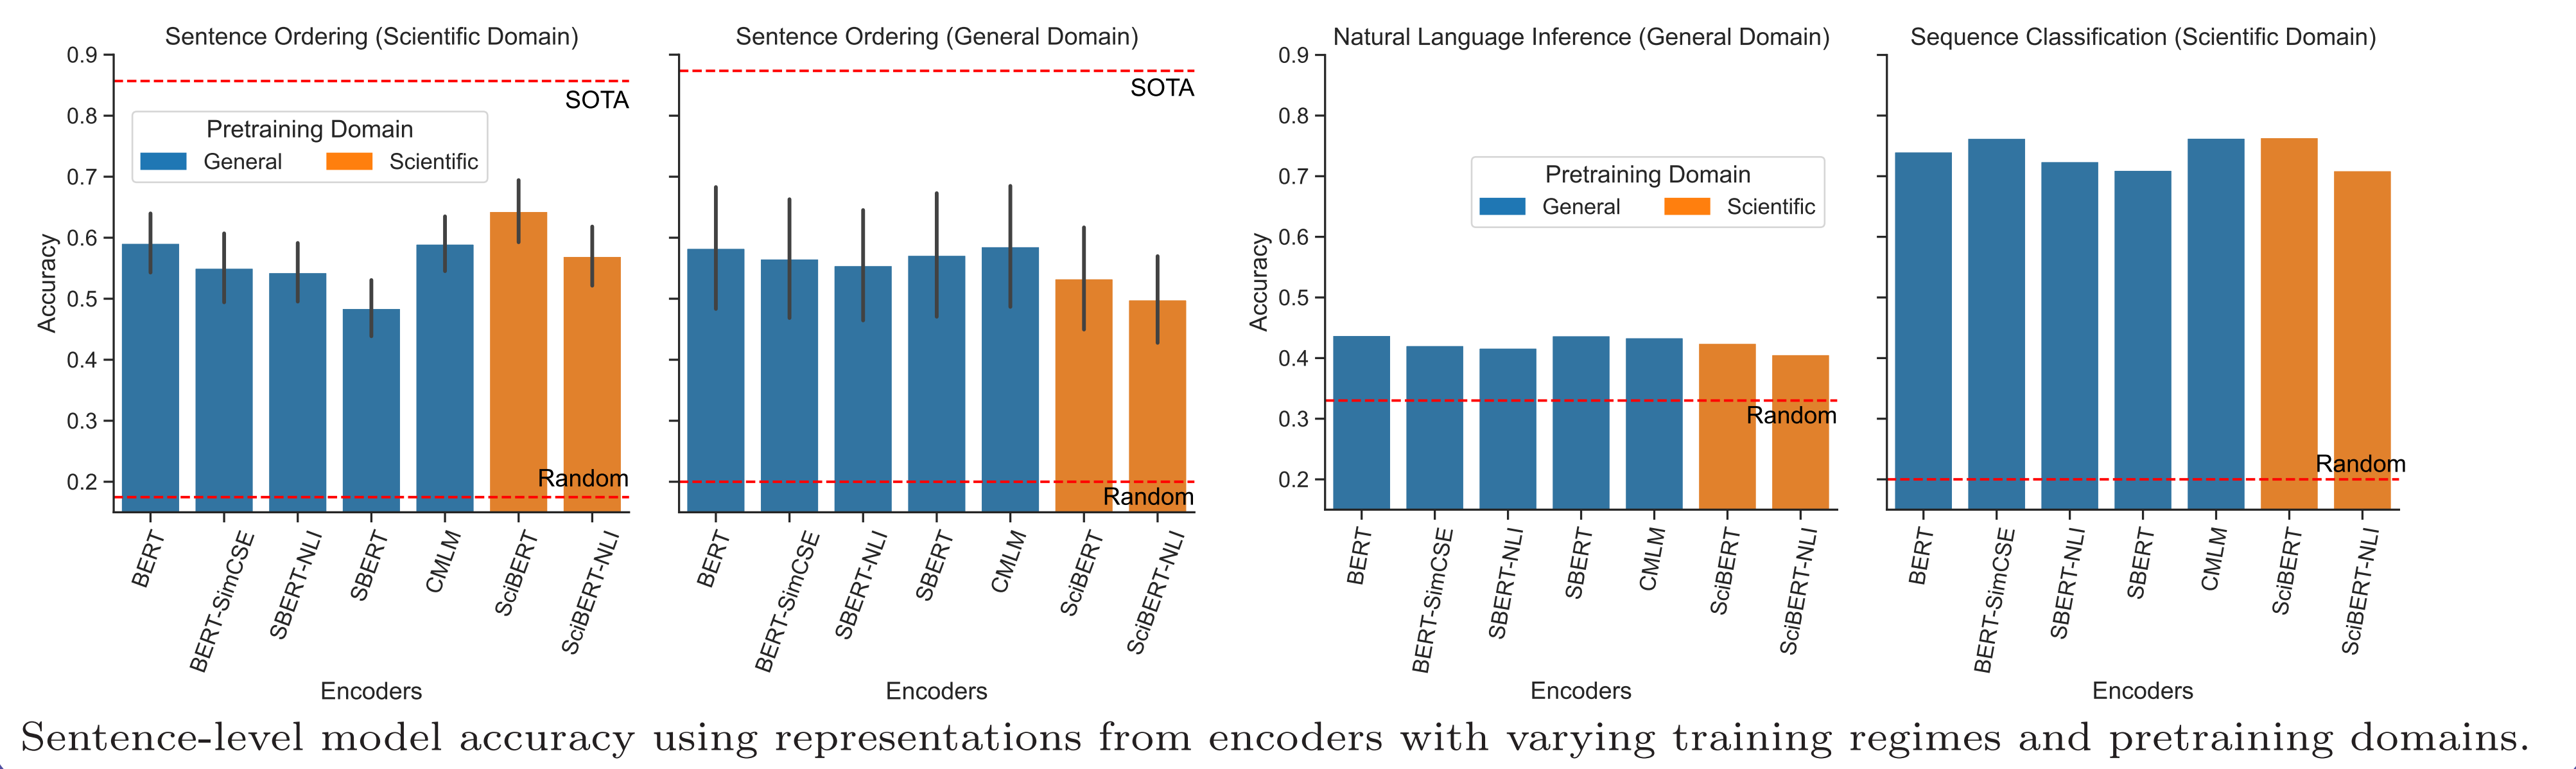 Sentence Ordering (Scientific Domain)
0.9
0.8
0.7
0.6
0.5
0.4
0.3
0.2
Accuracy
SOTA
Pretraining Domain
General Scientific
Random
BERT
BERT-SimCSE
SBERT-NLI
SBERT
CMLM
SciBERT
SciBERT-NLI
Encoders
Sentence Ordering (General Domain)
SOTA
Random
BERT
BERT-SimCSE
SBERT-NLI
SBERT
CMLM
SciBERT
SciBERT-NLI
Encoders
Natural Language Inference (General Domain)
0.9
0.8
0.7
0.6
0.5
0.4
0.3
0.2
Accuracy
Pretraining Domain
General Scientific
Random
BERT
BERT-SimCSE
SBERT-NLI
SBERT
CMLM
SciBERT
SciBERT-NLI
Encoders
Sequence Classification (Scientific Domain)
Random
BERT
BERT-SimCSE
SBERT-NLI
SBERT
CMLM
SciBERT
SciBERT-NLI
Encoders
Sentence-level model accuracy using representations from encoders with varying training regimes and pretraining domains.